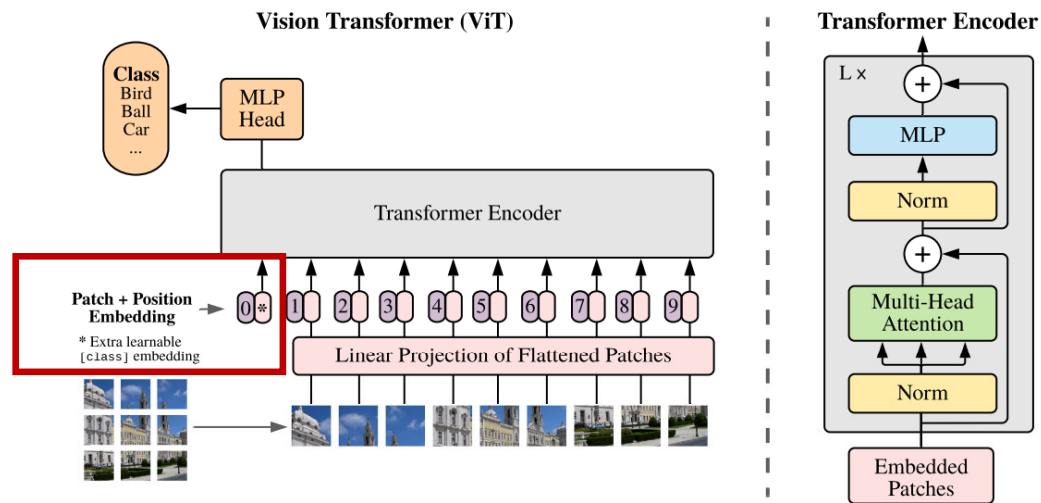 Vision Transformer (ViT)
Class
Bird
Ball
Car
...
MLP
Head
Transformer Encoder
Patch + Position
Embedding
* Extra learnable
[class] embedding
0 * 1 2 3 4 5 6 7 8 9
Linear Projection of Flattened Patches
Transformer Encoder
L ×
+
MLP
Norm
+
Multi-Head
Attention
Norm
Embedded
Patches